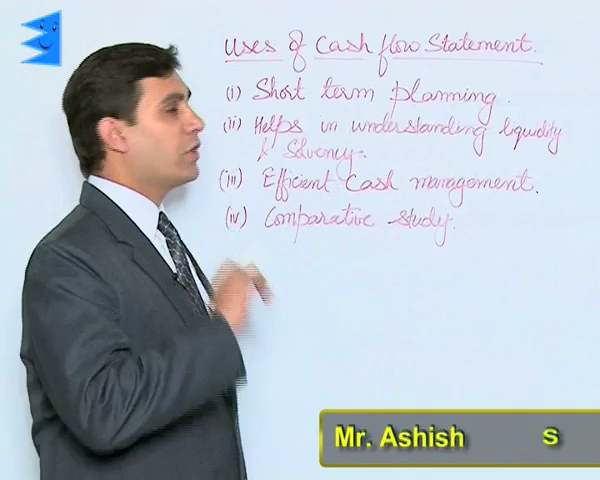 Uses of Cash flow Statement.
(i) Short term planning.
(ii) Helps in understanding liquidity
& Solvency.
(iii) Efficient Cash management.
(iv) Comparative study.
Mr. Ashish S